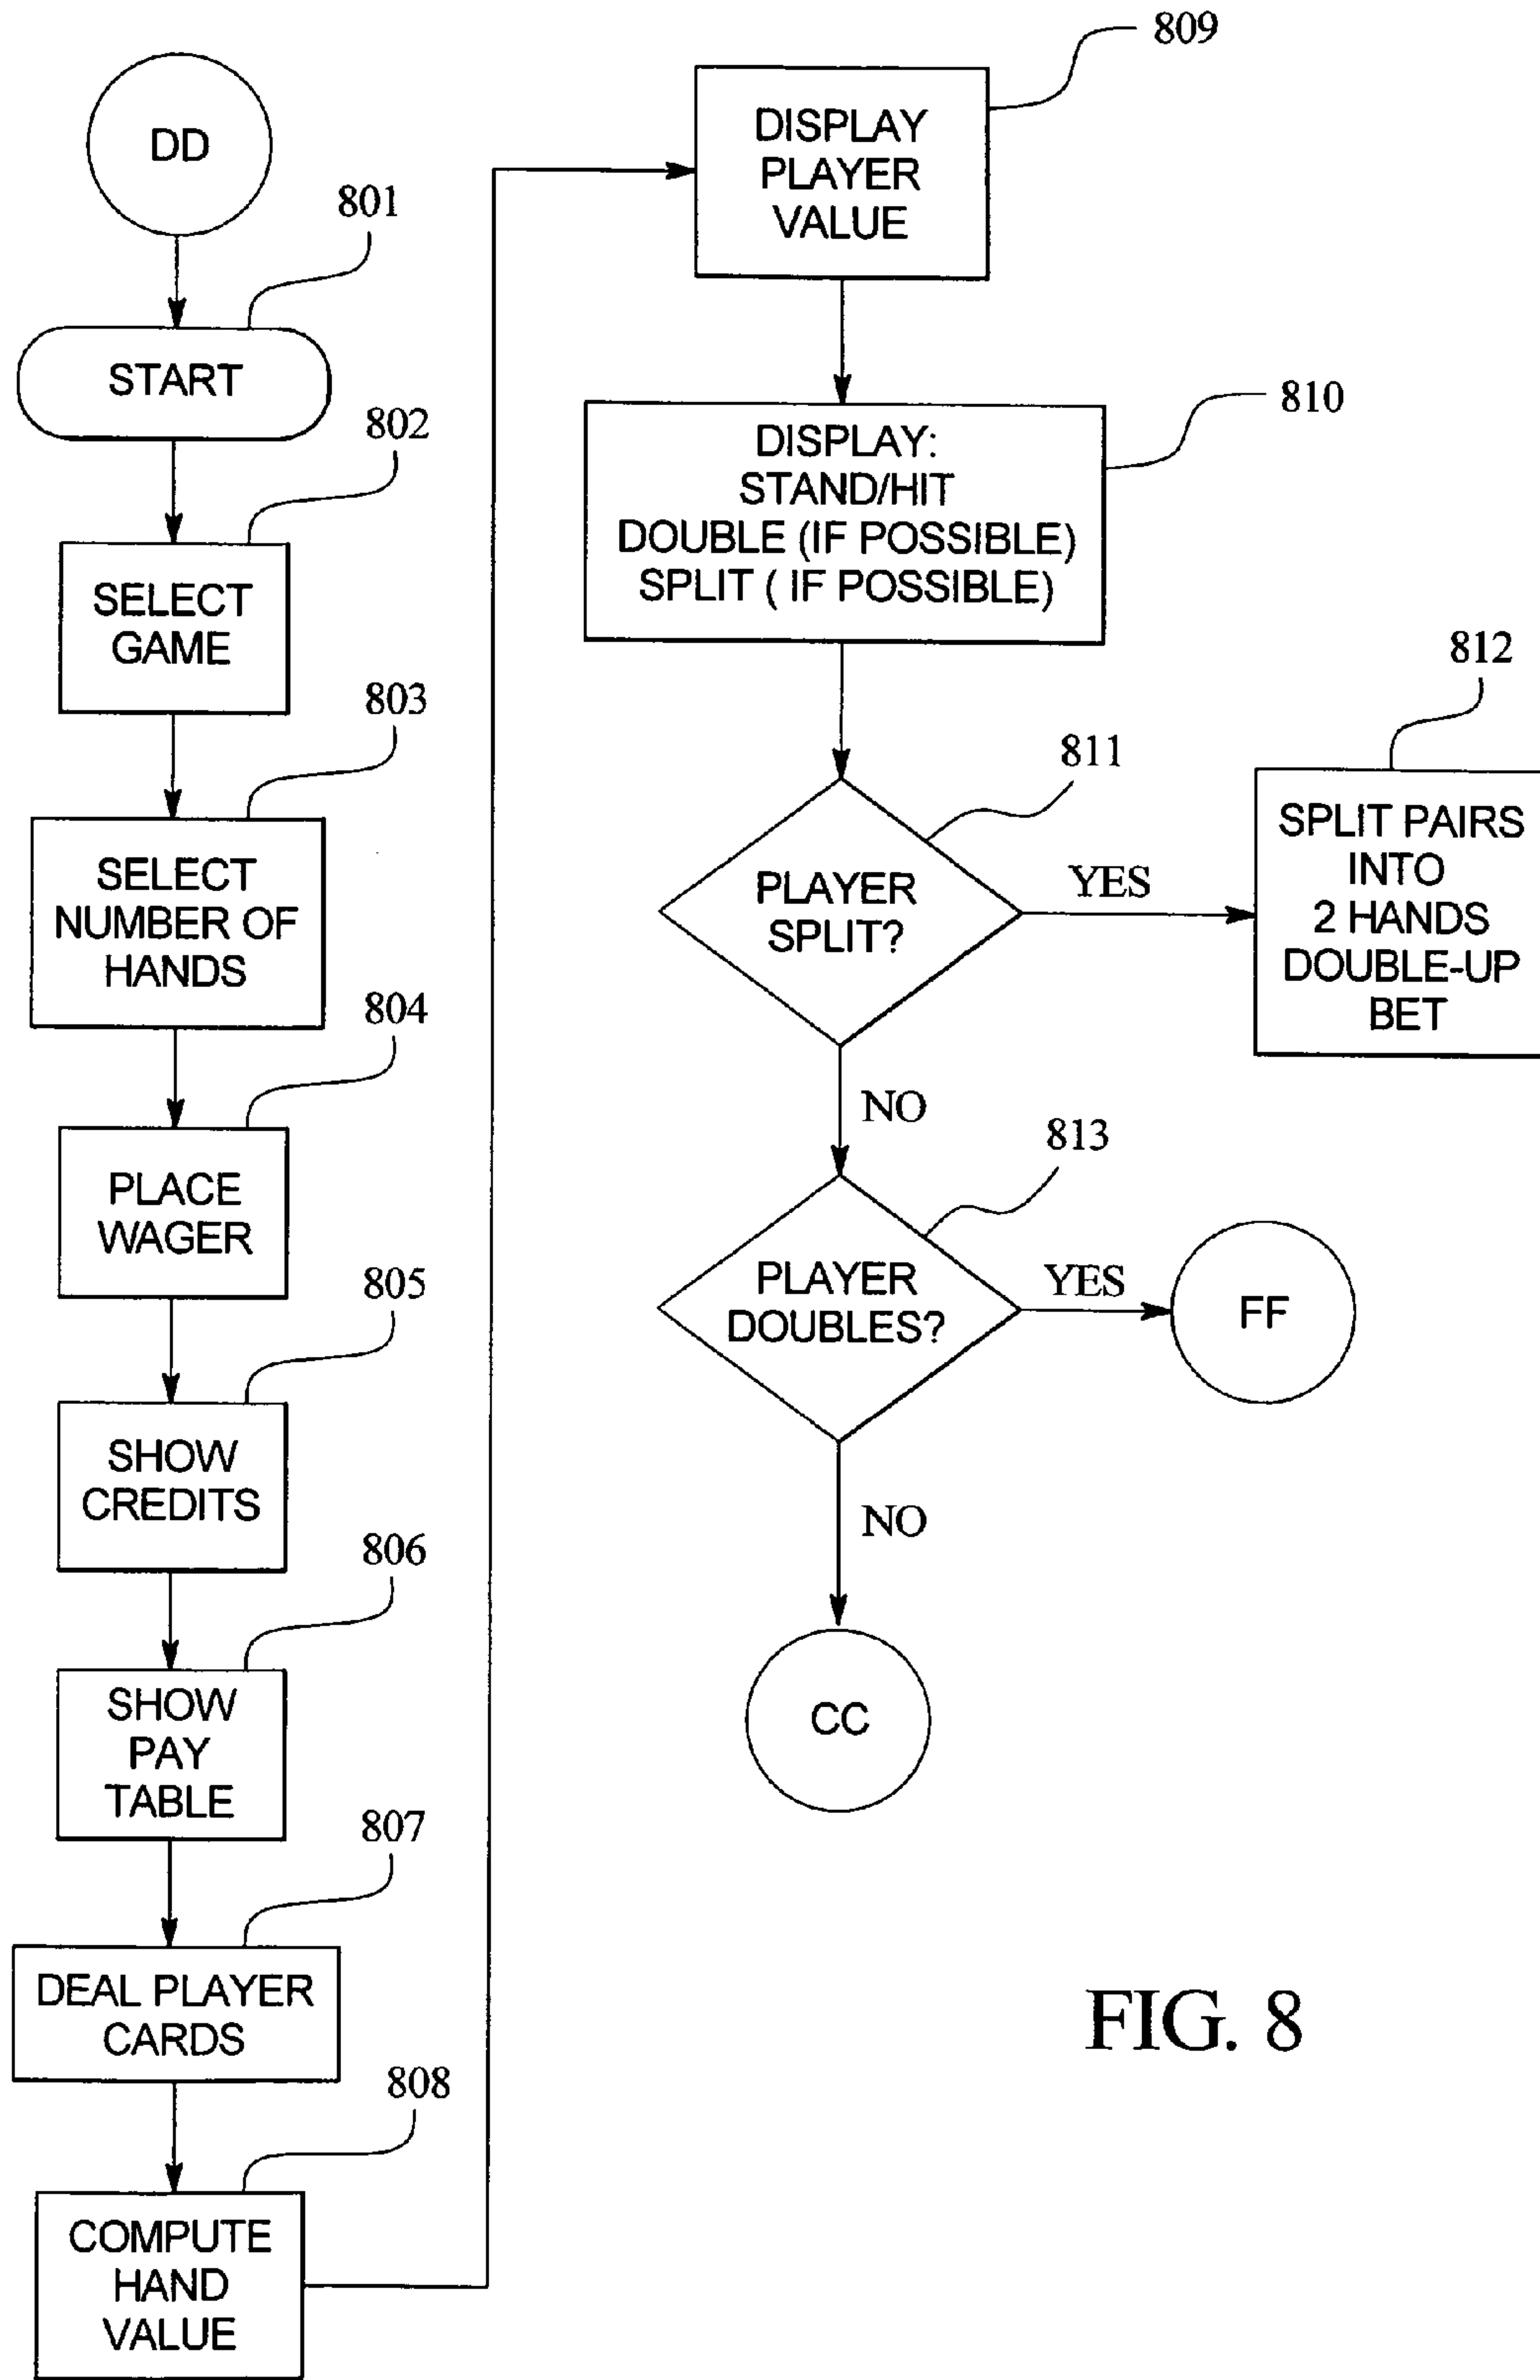 DD
801
START
802
SELECT
GAME
803
SELECT
NUMBER OF
HANDS
804
PLACE
WAGER
805
SHOW
CREDITS
806
SHOW
PAY
TABLE
807
DEAL PLAYER
CARDS
808
COMPUTE
HAND
VALUE
809
DISPLAY
PLAYER
VALUE
810
DISPLAY:
STAND/HIT
DOUBLE (IF POSSIBLE)
SPLIT ( IF POSSIBLE)
811
PLAYER
SPLIT?
YES
812
SPLIT PAIRS
INTO
2 HANDS
DOUBLE-UP
BET
NO
813
PLAYER
DOUBLES?
YES
FF
NO
CC
FIG. 8